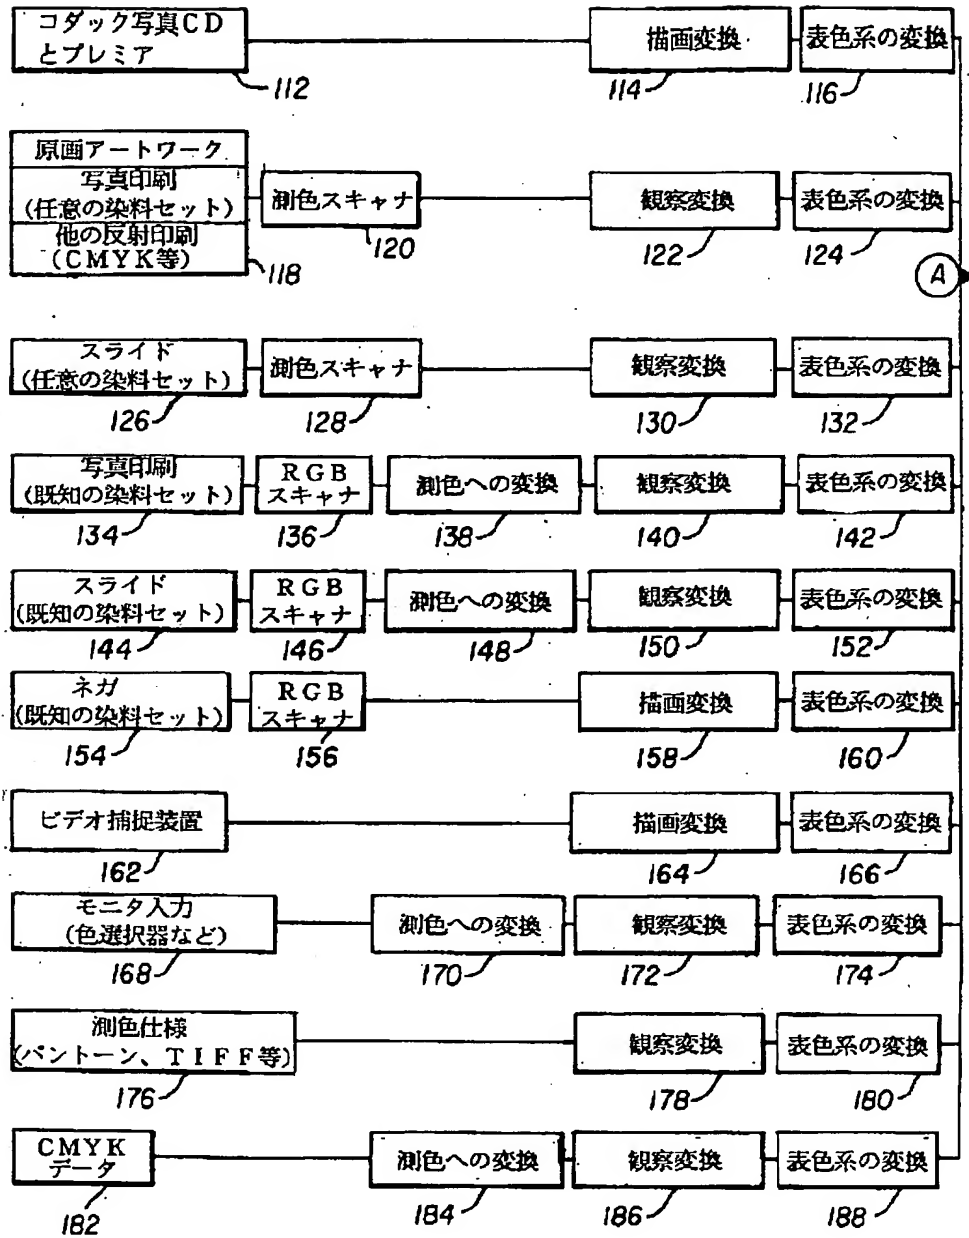 コダック写真CD
とプレミア
描画変換
表色系の変換
112
114
116
原画アートワーク
写真印刷
(任意の染料セット)
他の反射印刷
(CMYK等)
測色スキャナ
観察変換
表色系の変換
118
120
122
124
A
スライド
(任意の染料セット)
測色スキャナ
観察変換
表色系の変換
126
128
130
132
写真印刷
(既知の染料セット)
RGB
スキャナ
測色への変換
観察変換
表色系の変換
134
136
138
140
142
スライド
(既知の染料セット)
RGB
スキャナ
測色への変換
観察変換
表色系の変換
144
146
148
150
152
ネガ
(既知の染料セット)
RGB
スキャナ
描画変換
表色系の変換
154
156
158
160
ビデオ捕捉装置
描画変換
表色系の変換
162
164
166
モニタ入力
(色選択器など)
測色への変換
観察変換
表色系の変換
168
170
172
174
測色仕様
(パントーン、TIFF等)
観察変換
表色系の変換
176
178
180
CMYK
データ
測色への変換
観察変換
表色系の変換
182
184
186
188